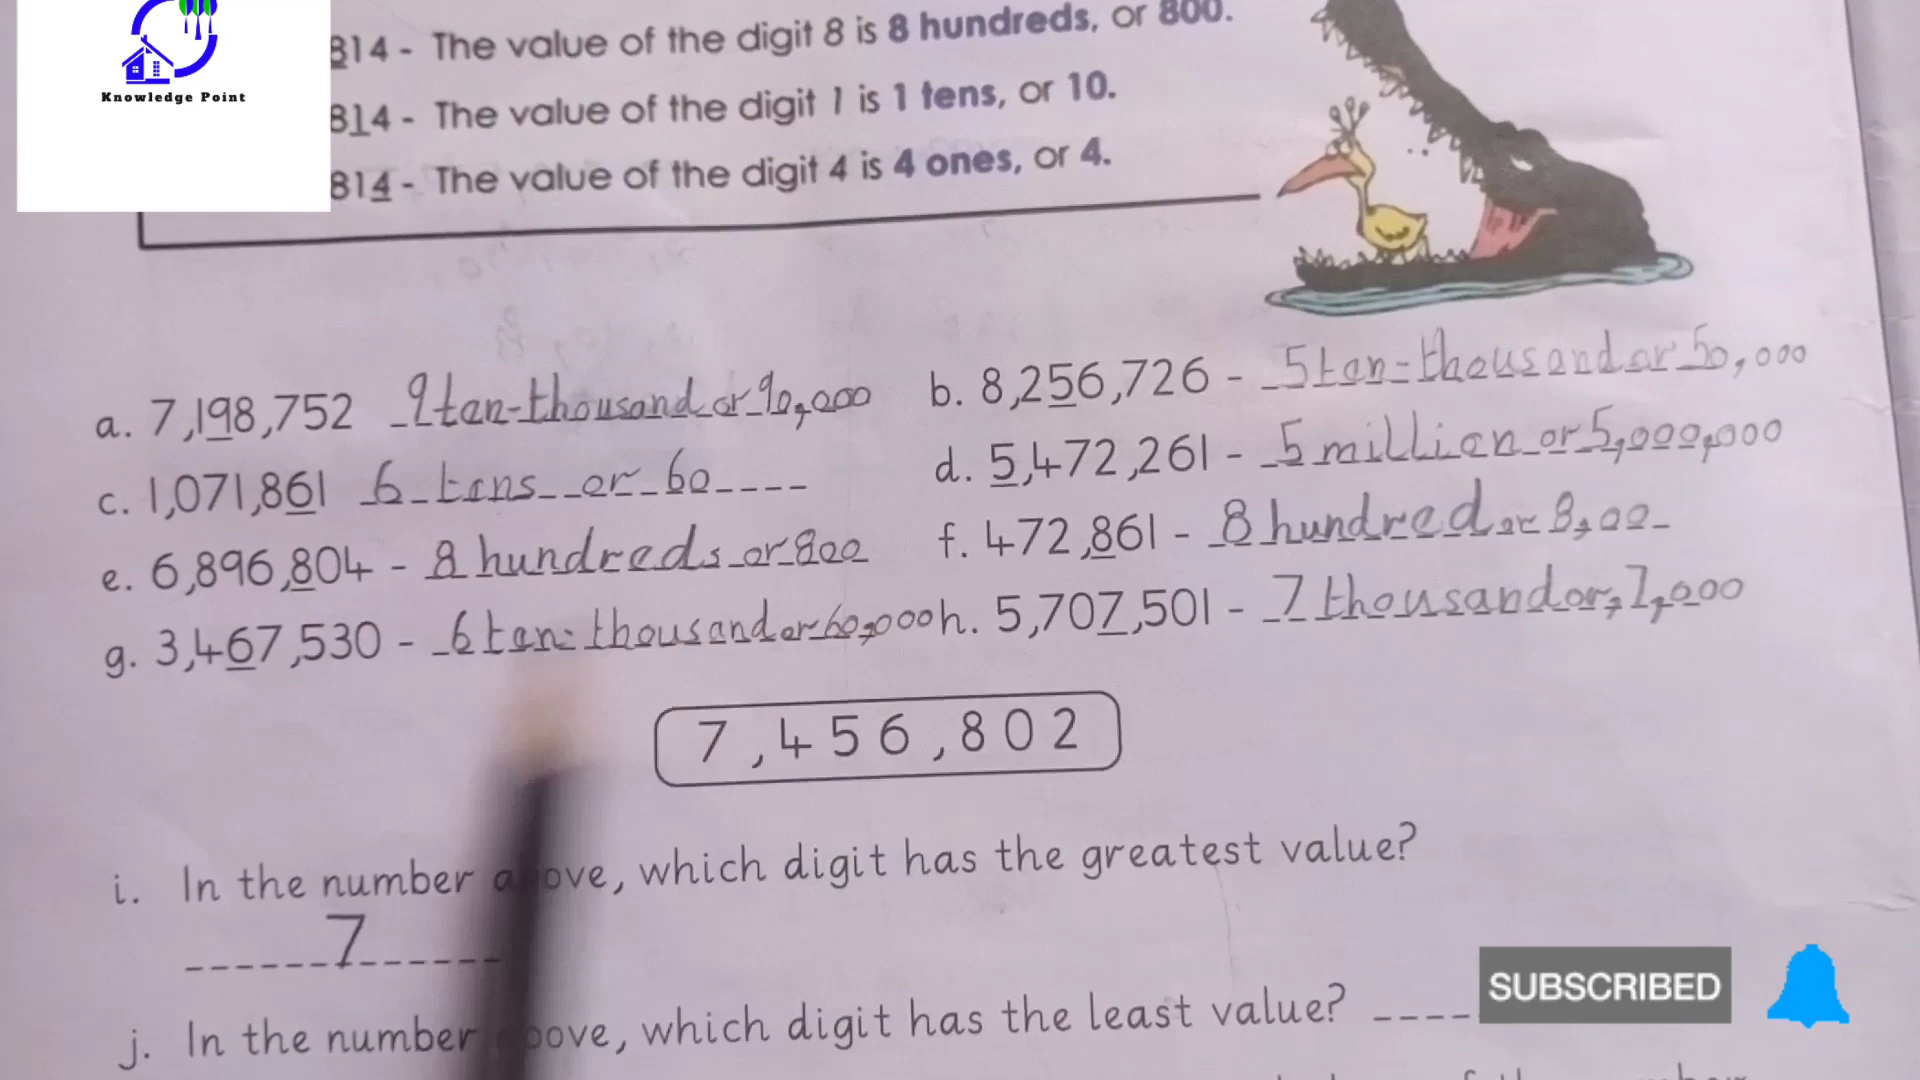 Knowledge Point
814 - The value of the digit 8 is 8 hundreds, or 800.
814 - The value of the digit 1 is 1 tens, or 10.
814 - The value of the digit 4 is 4 ones, or 4.
a. 7,198,752 9 ten-thousand or 90,000
b. 8,256,726 - 5 ten-thousand or 50,000
c. 1,071,861 6 tens or 60
d. 5,472,261 - 5 million or 5,000,000
e. 6,896,804 - 8 hundreds or 800
f. 472,861 - 8 hundred or 8,00
g. 3,467,530 - 6 ten-thousand or 60,000
h. 5,707,501 - 7 thousand or 7,000
7,456,802
i. In the number above, which digit has the greatest value?
7
j. In the number above, which digit has the least value?
SUBSCRIBED